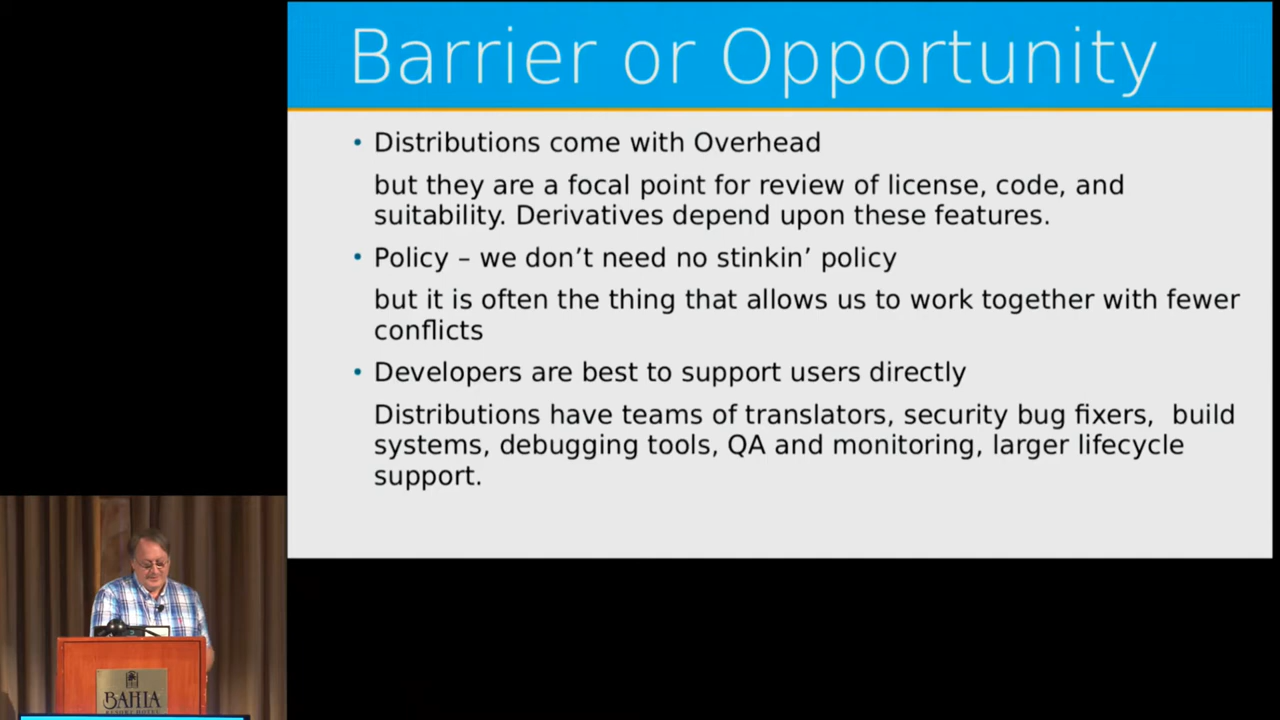 Barrier or Opportunity
• Distributions come with Overhead
but they are a focal point for review of license, code, and
suitability. Derivatives depend upon these features.
• Policy – we don’t need no stinkin’ policy
but it is often the thing that allows us to work together with fewer
conflicts
• Developers are best to support users directly
Distributions have teams of translators, security bug fixers,  build
systems, debugging tools, QA and monitoring, larger lifecycle
support.
BAHIA